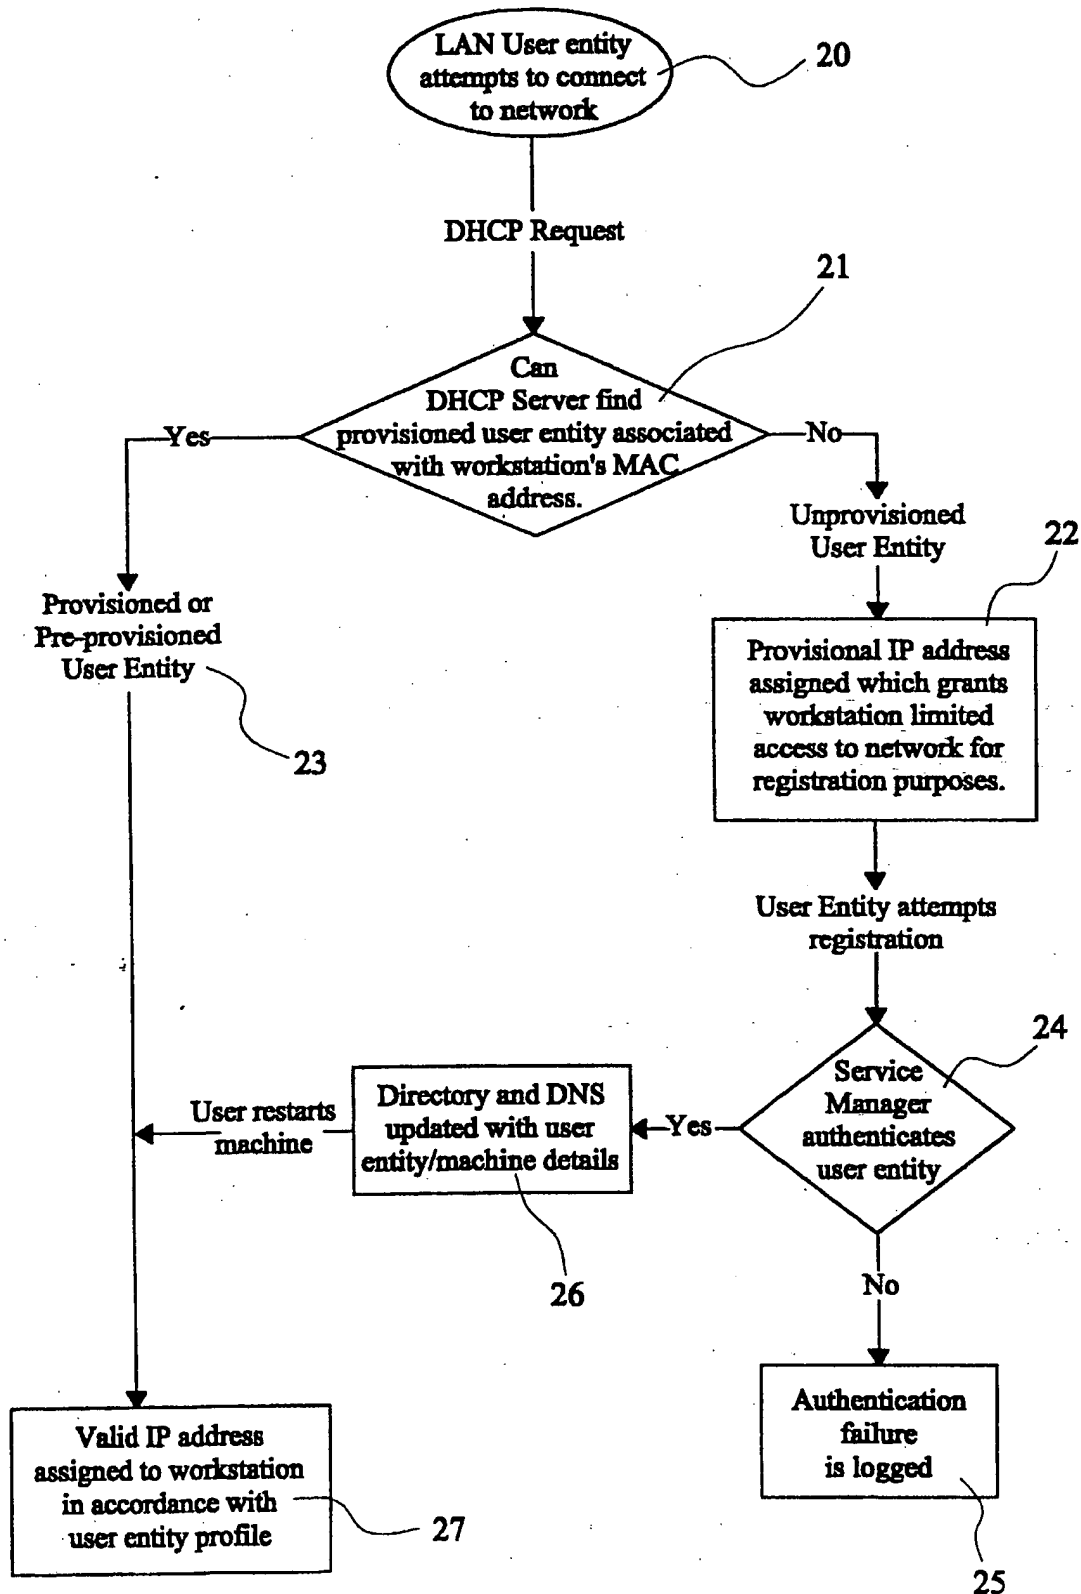 LAN User entity
attempts to connect
to network
20
DHCP Request
21
Can
DHCP Server find
provisioned user entity associated
with workstation's MAC
address.
Yes
No
Unprovisioned
User Entity
22
Provisioned or
Pre-provisioned
User Entity
23
Provisional IP address
assigned which grants
workstation limited
access to network for
registration purposes.
User Entity attempts
registration
24
Service
Manager
authenticates
user entity
Yes
Directory and DNS
updated with user
entity/machine details
26
User restarts
machine
No
Authentication
failure
is logged
25
Valid IP address
assigned to workstation
in accordance with
user entity profile
27